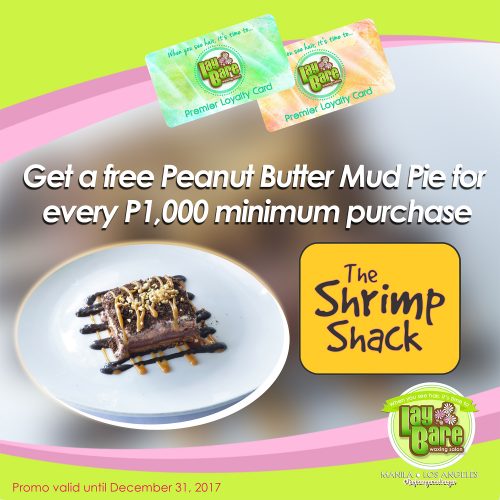 When you see hair, it's time to...
Lay
Bare
Premier Loyalty Card
When you see hair, it's time to...
Lay
Bare
Premier Loyalty Card
Get a free Peanut Butter Mud Pie for
every P1,000 minimum purchase
The
Shrimp
Shack
when you see hair, it's time to
Lay
Bare
waxing salon
MANILA LOS ANGELES
Promo valid until December 31, 2017